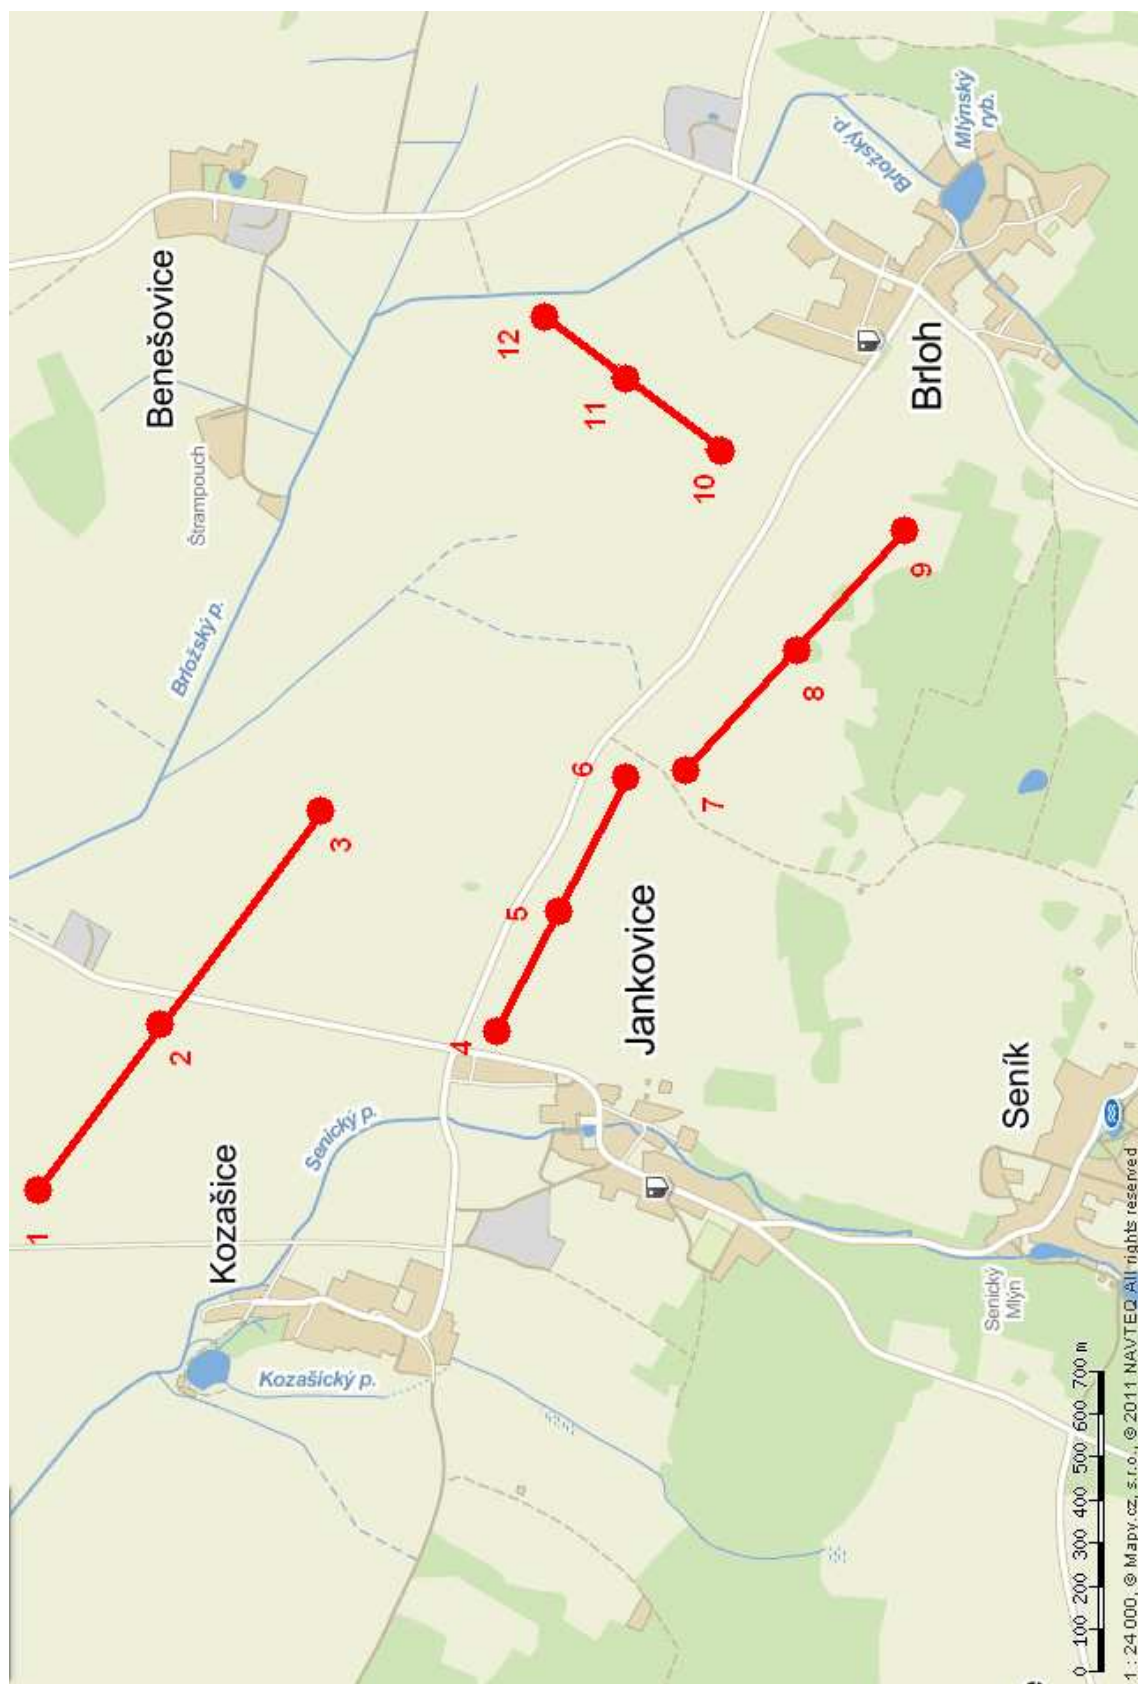 1
2
3
4
5
6
7
8
9
10
11
12
Benešovice
Štrampouch
Brložský p.
Brložský p.
Mlýnský
ryb.
Brloh
Jankovice
Senický p.
Kozašice
Kozašický p.
Seník
Senický
Mlýn
0 100 200 300 400 500 600 700 m
1 : 24 000, © Mapy.cz, s.r.o., © 2011 NAVTEQ All rights reserved